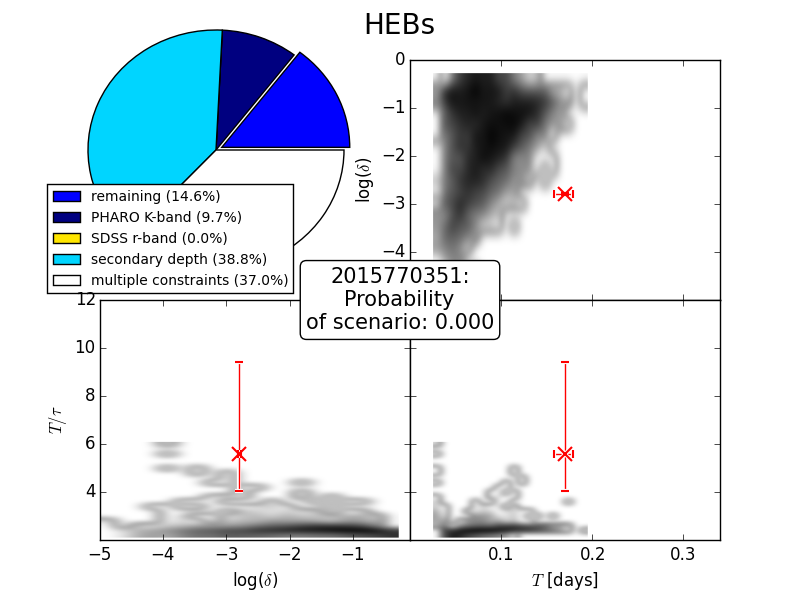 HEBs
remaining (14.6%)
PHARO K-band (9.7%)
SDSS r-band (0.0%)
secondary depth (38.8%)
multiple constraints (37.0%)
0
−1
−2
−3
−4
log(δ)
2015770351:
Probability
of scenario: 0.000
12
10
8
6
4
T/τ
−5 −4 −3 −2 −1
log(δ)
0.1 0.2 0.3
T [days]